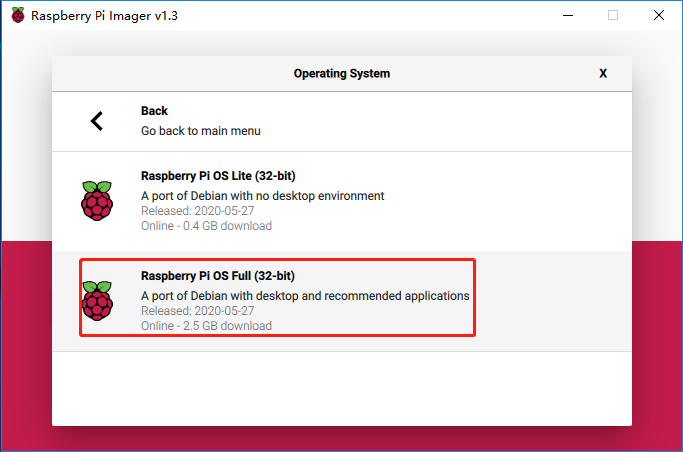 Raspberry Pi Imager v1.3
Operating System
X
Back
Go back to main menu
Raspberry Pi OS Lite (32-bit)
A port of Debian with no desktop environment
Released: 2020-05-27
Online - 0.4 GB download
Raspberry Pi OS Full (32-bit)
A port of Debian with desktop and recommended applications
Released: 2020-05-27
Online - 2.5 GB download